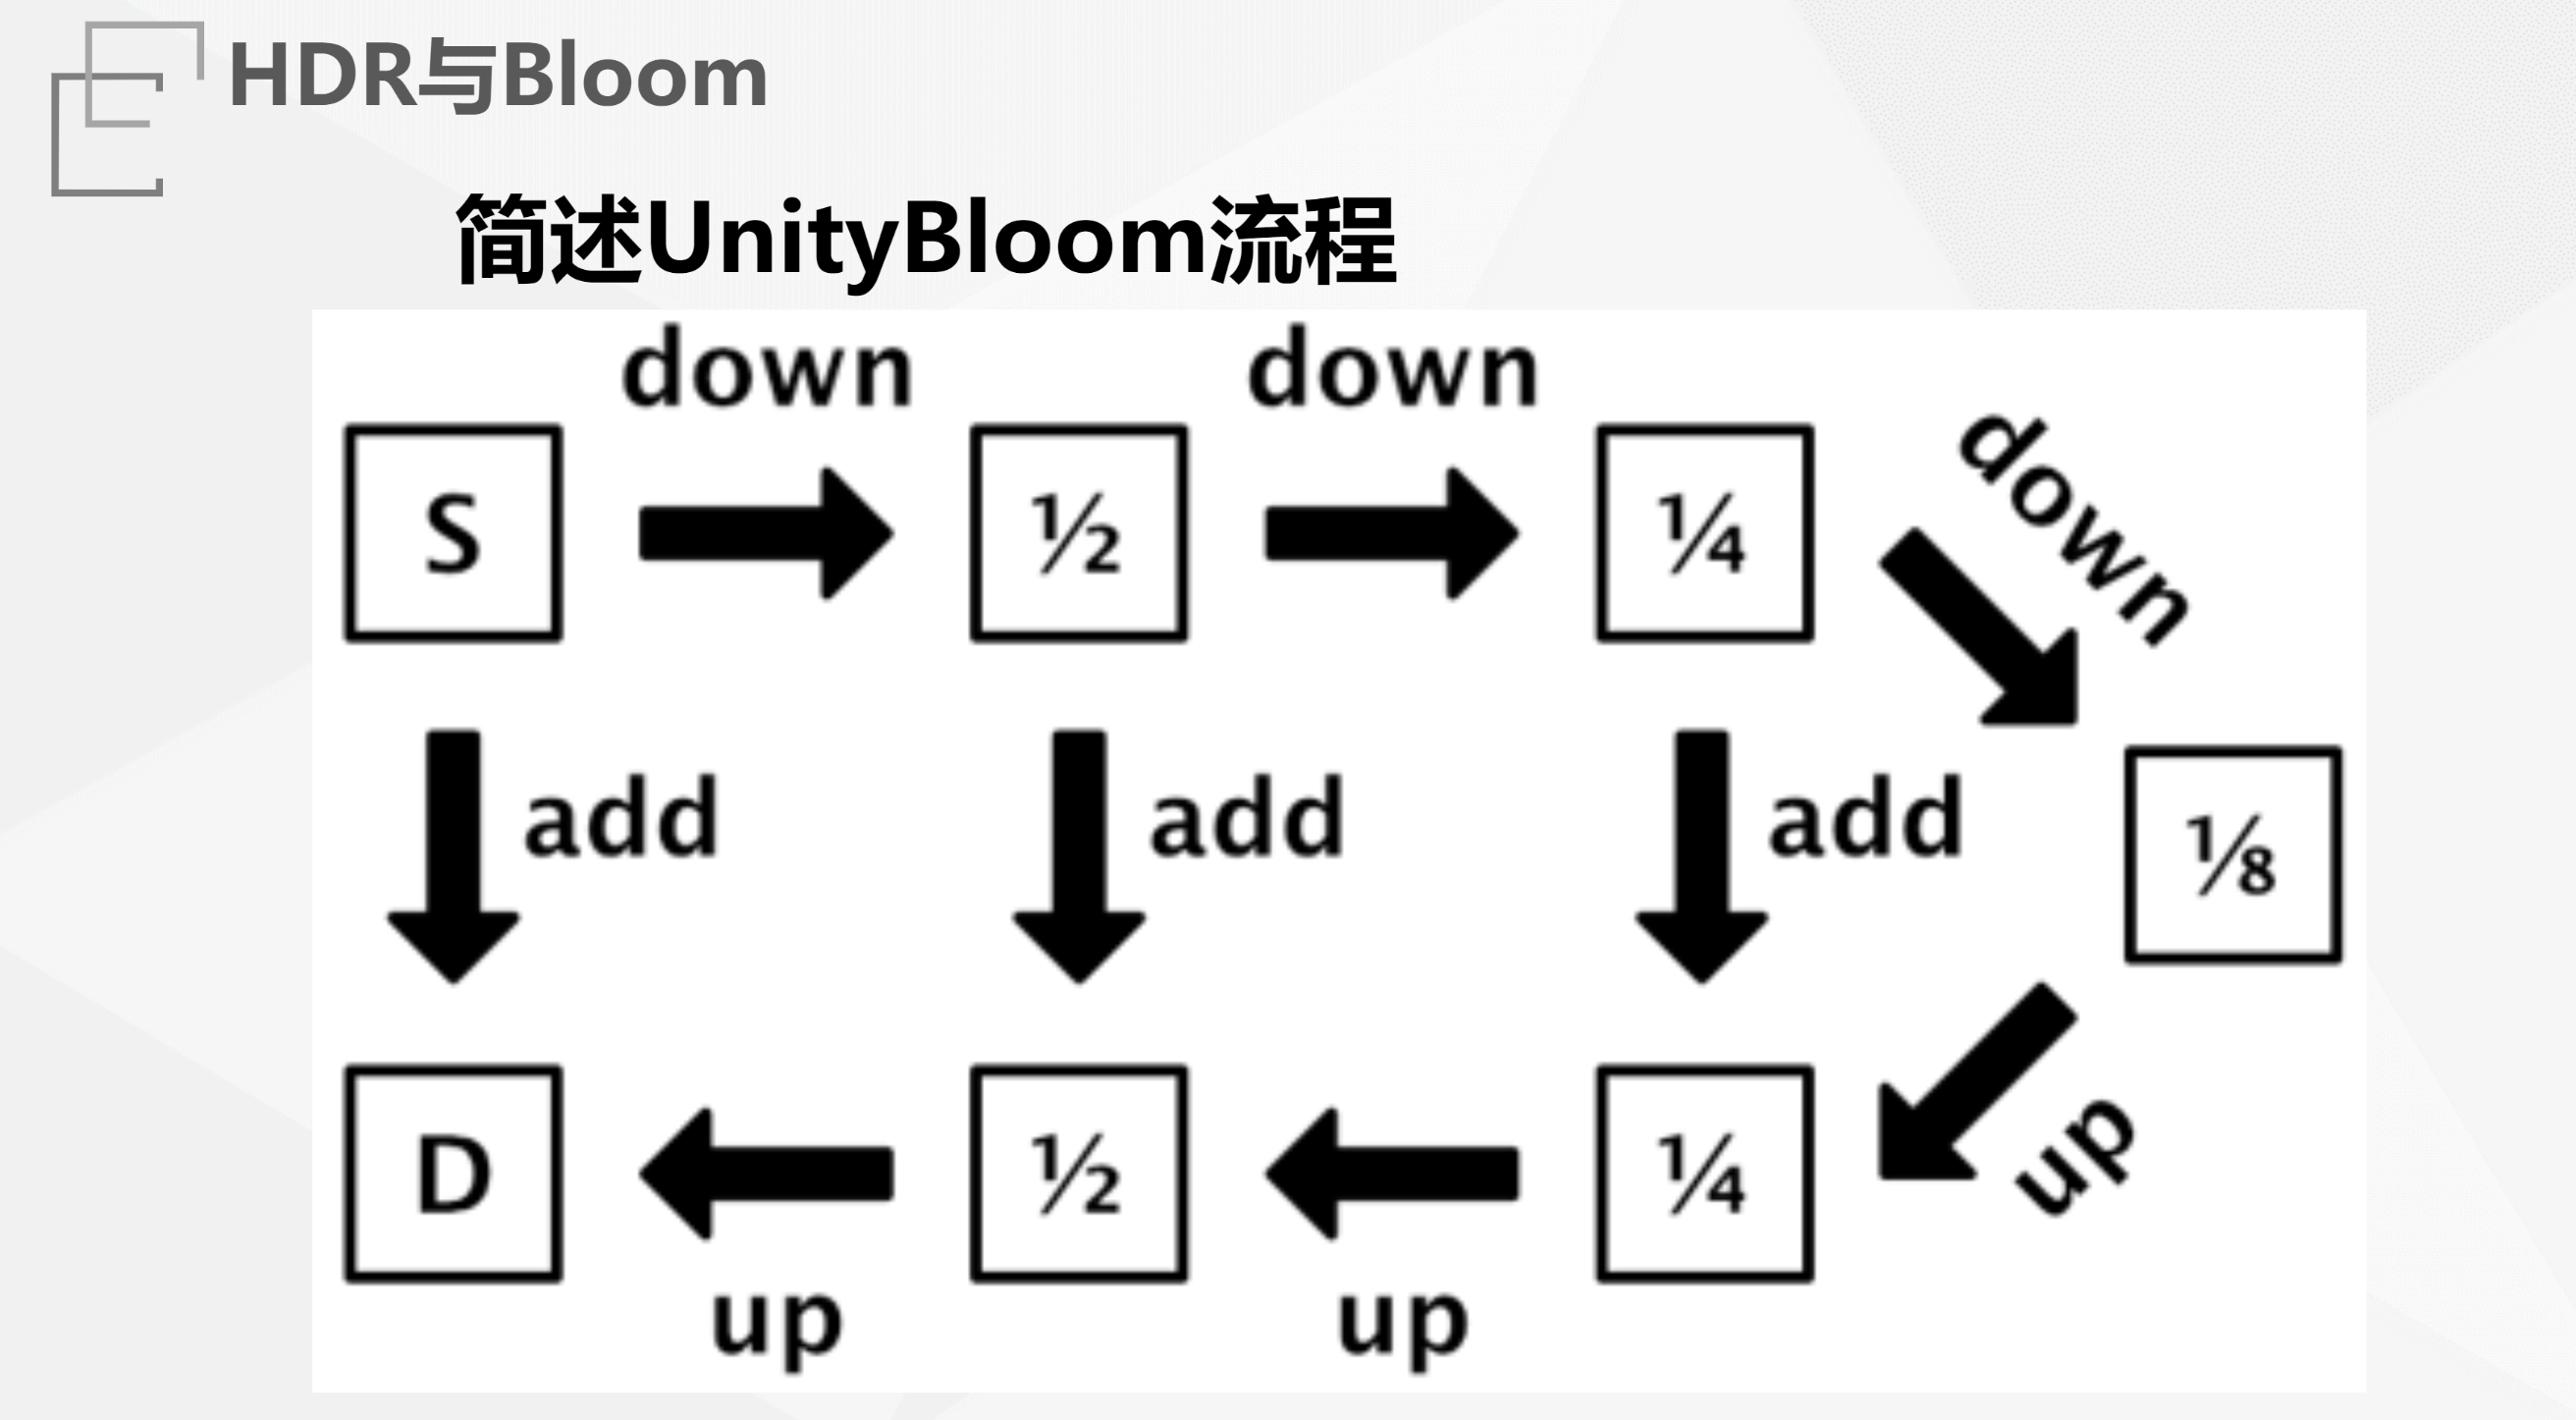 HDR与Bloom
简述UnityBloom流程
down down
S ½ ¼ down
add add add ⅛
D ½ ¼ up
up up